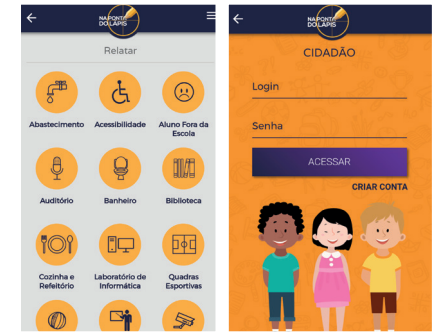 NA PONTA
DO LÁPIS
Relatar
Abastecimento
Acessibilidade
Aluno Fora da
Escola
Auditório
Banheiro
Biblioteca
Cozinha e
Refeitório
Laboratório de
Informática
Quadras
Esportivas
NA PONTA
DO LÁPIS
CIDADÃO
Login
Senha
ACESSAR
CRIAR CONTA